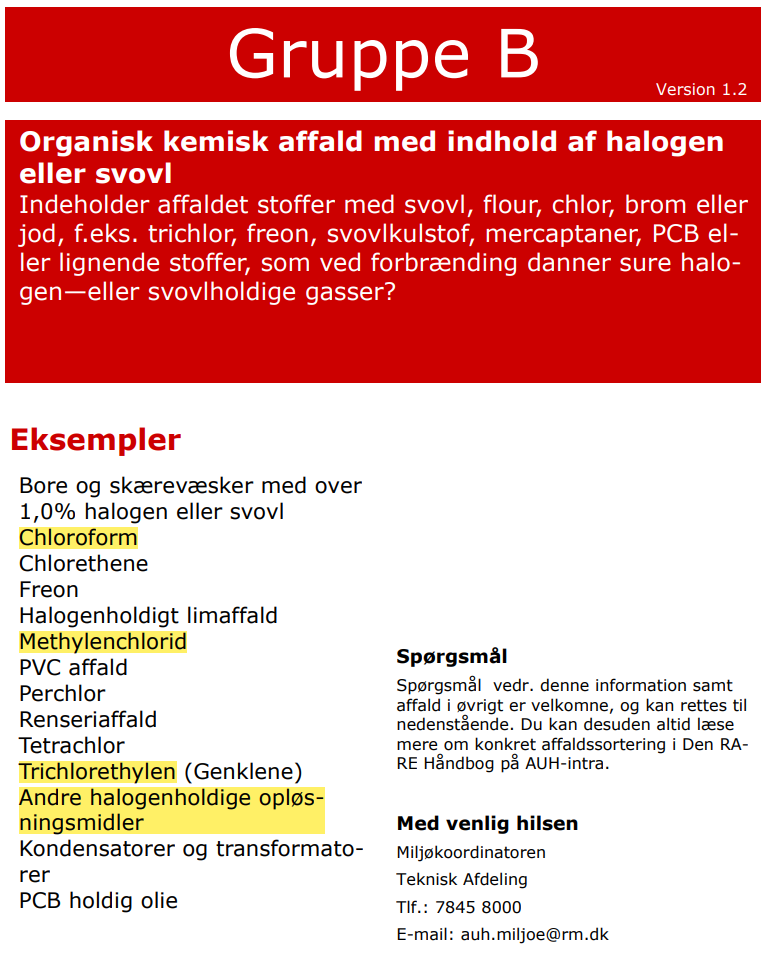 Gruppe B
Version 1.2
Organisk kemisk affald med indhold af halogen
eller svovl
Indeholder affaldet stoffer med svovl, flour, chlor, brom eller
jod, f.eks. trichlor, freon, svovlkulstof, mercaptaner, PCB el-
ler lignende stoffer, som ved forbrænding danner sure halo-
gen—eller svovlholdige gasser?
Eksempler
Bore og skærevæsker med over
1,0% halogen eller svovl
Chloroform
Chlorethene
Freon
Halogenholdigt limaffald
Methylenchlorid
PVC affald
Perchlor
Renseriaffald
Tetrachlor
Trichlorethylen (Genklene)
Andre halogenholdige opløs-
ningsmidler
Kondensatorer og transformato-
rer
PCB holdig olie
Spørgsmål
Spørgsmål  vedr. denne information samt
affald i øvrigt er velkomne, og kan rettes til
nedenstående. Du kan desuden altid læse
mere om konkret affaldssortering i Den RA-
RE Håndbog på AUH-intra.
Med venlig hilsen
Miljøkoordinatoren
Teknisk Afdeling
Tlf.: 7845 8000
E-mail: auh.miljoe@rm.dk